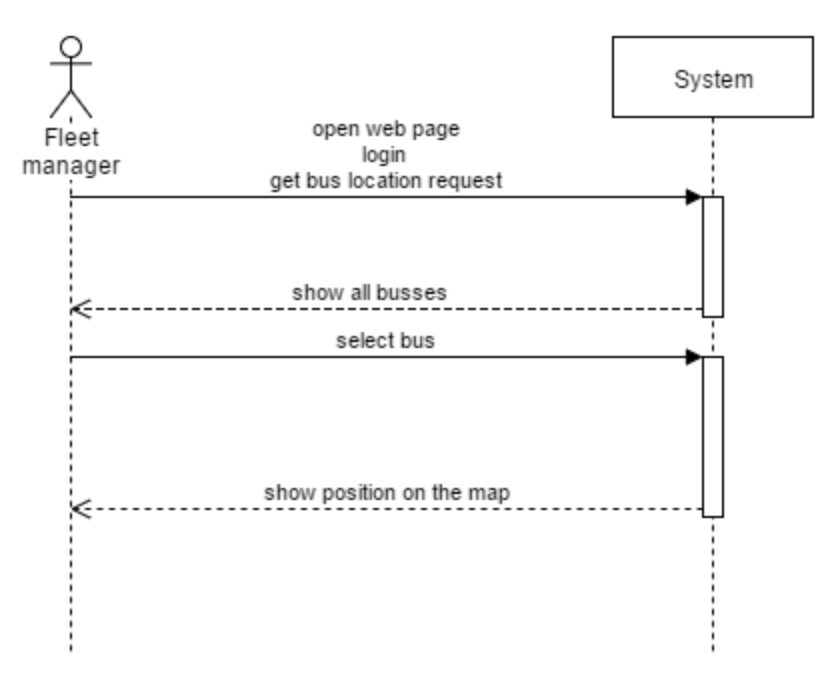 Fleet
manager
System
open web page
login
get bus location request
show all busses
select bus
show position on the map